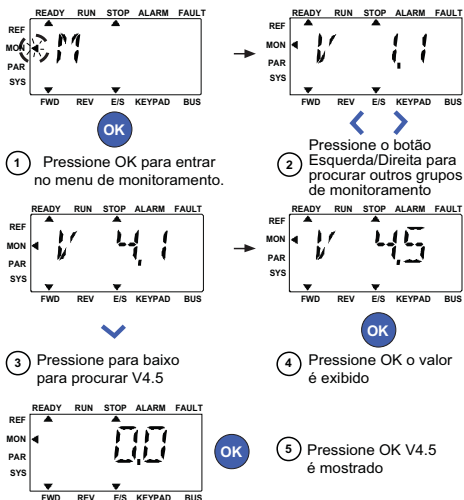 READY RUN STOP ALARM FAULT
REF
MON
PAR
SYS
M
FWD REV E/S KEYPAD BUS
OK
1 Pressione OK para entrar
no menu de monitoramento.
READY RUN STOP ALARM FAULT
REF
MON
PAR
SYS
V 1.1
FWD REV E/S KEYPAD BUS
2 Pressione o botão
Esquerda/Direita para
procurar outros grupos
de monitoramento
READY RUN STOP ALARM FAULT
REF
MON
PAR
SYS
V 4.1
FWD REV E/S KEYPAD BUS
3 Pressione para baixo
para procurar V4.5
READY RUN STOP ALARM FAULT
REF
MON
PAR
SYS
V 4.5
FWD REV E/S KEYPAD BUS
OK
4 Pressione OK o valor
é exibido
READY RUN STOP ALARM FAULT
REF
MON
PAR
SYS
0.0
FWD REV E/S KEYPAD BUS
OK
5 Pressione OK V4.5
é mostrado